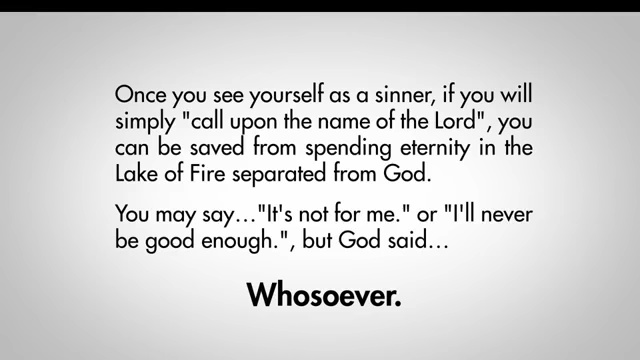 Once you see yourself as a sinner, if you will
simply "call upon the name of the Lord", you
can be saved from spending eternity in the
Lake of Fire separated from God.
You may say..."It's not for me." or "I'll never
be good enough.", but God said...
Whosoever.